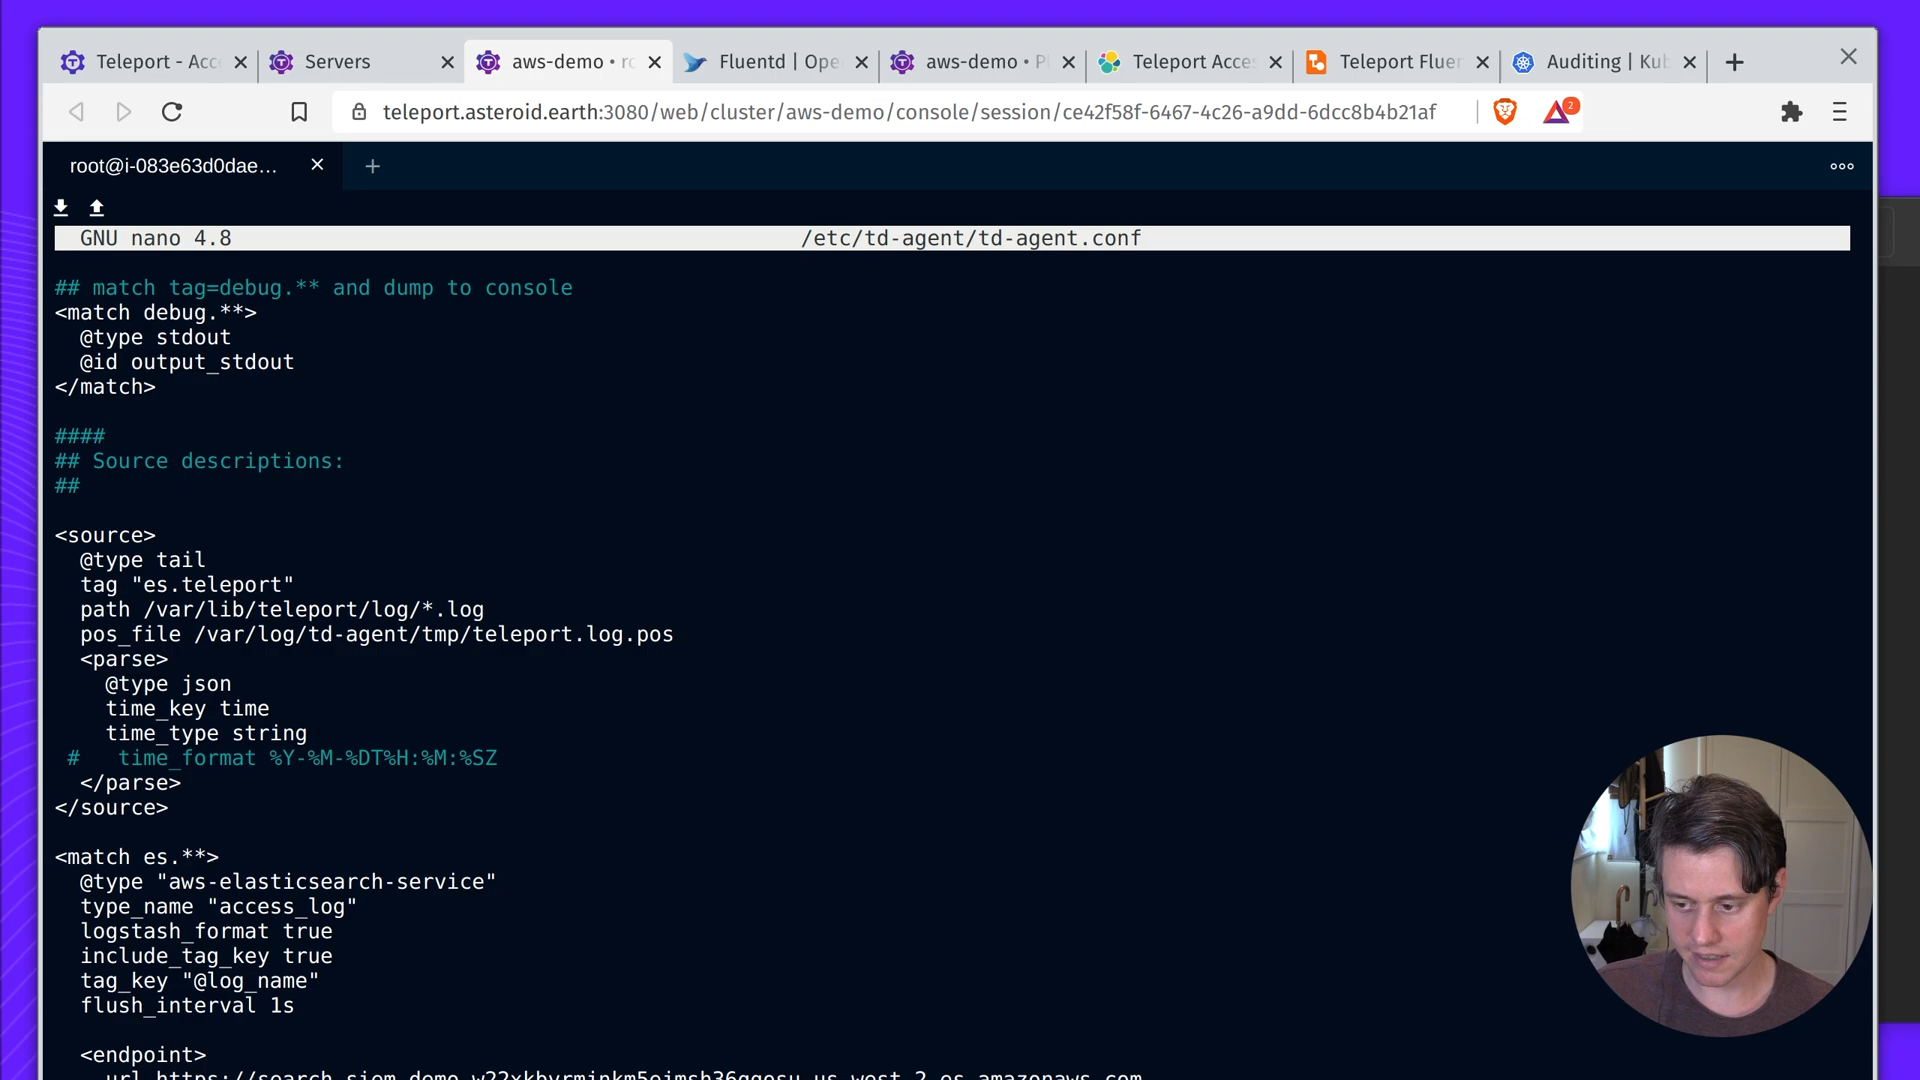 Teleport - Acc
Servers
aws-demo • ro
Fluentd | Ope
aws-demo • P
Teleport Acce
Teleport Flue
Auditing | Kub
teleport.asteroid.earth:3080/web/cluster/aws-demo/console/session/ce42f58f-6467-4c26-a9dd-6dcc8b4b21af
2
root@i-083e63d0dae...
GNU nano 4.8 /etc/td-agent/td-agent.conf
## match tag=debug.** and dump to console
<match debug.**>
@type stdout
@id output_stdout
</match>
####
## Source descriptions:
##
<source>
@type tail
tag "es.teleport"
path /var/lib/teleport/log/*.log
pos_file /var/log/td-agent/tmp/teleport.log.pos
<parse>
@type json
time_key time
time_type string
# time_format %Y-%M-%DT%H:%M:%SZ
</parse>
</source>
<match es.**>
@type "aws-elasticsearch-service"
type_name "access_log"
logstash_format true
include_tag_key true
tag_key "@log_name"
flush_interval 1s
<endpoint>